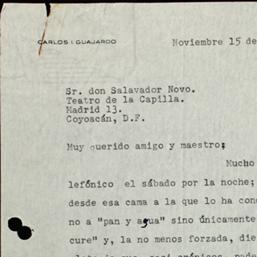 CARLOS I. GUAJARDO
Noviembre 15 de
Sr. don Salavador Novo.
Teatro de la Capilla.
Madrid 13.
Coyoacán, D.F.
Muy querido amigo y maestro;
Mucho
lefónico el sábado por la noche;
desde esa cama a la que lo ha con
no a "pan y agua" sino únicamente
cure" y, la no menos forzada, die